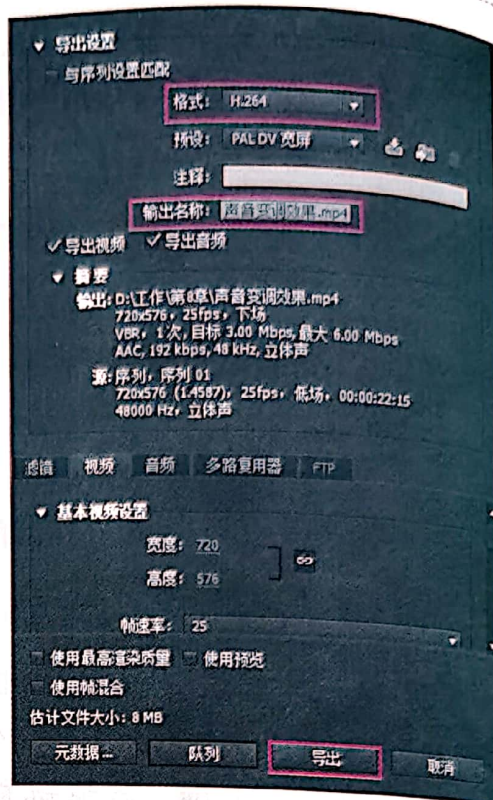 导出设置
与序列设置匹配
格式: H.264
预设: PAL DV 宽屏
注释:
输出名称: 声音变调效果.mp4
导出视频 导出音频
摘要
输出: D:\工作\第8章\声音变调效果.mp4
720x576, 25fps, 下场
VBR, 1次, 目标 3.00 Mbps, 最大 6.00 Mbps
AAC, 192 kbps, 48 kHz, 立体声
源: 序列, 序列 01
720x576 (1.4587), 25fps, 低场, 00:00:22:15
48000 Hz, 立体声
滤镜 视频 音频 多路复用器 FTP
基本视频设置
宽度: 720
高度: 576
帧速率: 25
使用最高渲染质量 使用预览
使用帧混合
估计文件大小: 8 MB
元数据... 队列 导出 取消